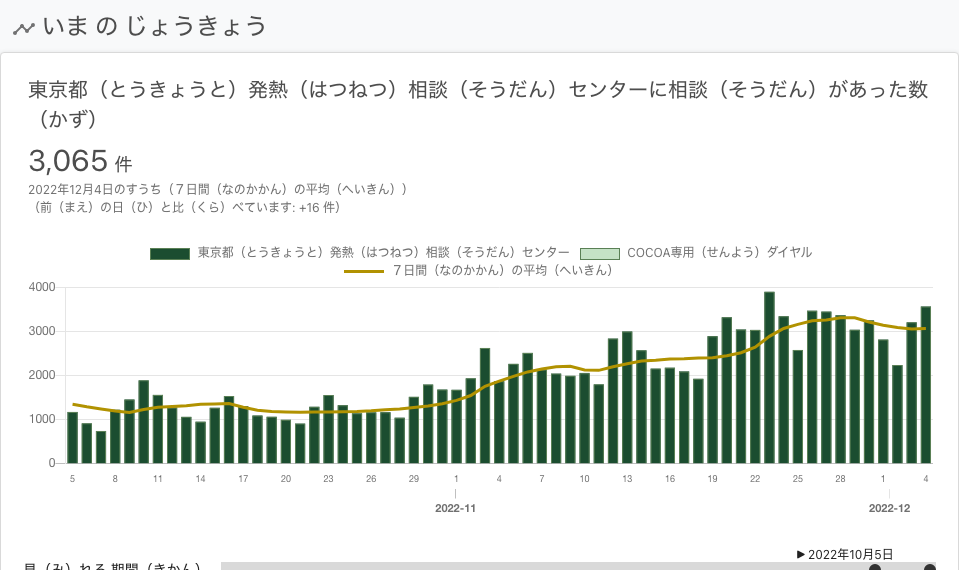 いま の じょうきょう
東京都（とうきょうと）発熱（はつねつ）相談（そうだん）センターに相談（そうだん）があった数
（かず）
3,065 件
2022年12月4日のすうち（７日間（なのかかん）の平均（へいきん））
（前（まえ）の日（ひ）と比（くら）べています: +16 件）
東京都（とうきょうと）発熱（はつねつ）相談（そうだん）センター COCOA専用（せんよう）ダイヤル
７日間（なのかかん）の平均（へいきん）
4000
3000
2000
1000
0
5 8 11 14 17 20 23 26 29 1 4 7 10 13 16 19 22 25 28 1 4
2022-11 2022-12
▶2022年10月5日
見（み）れる 期間（きかん）